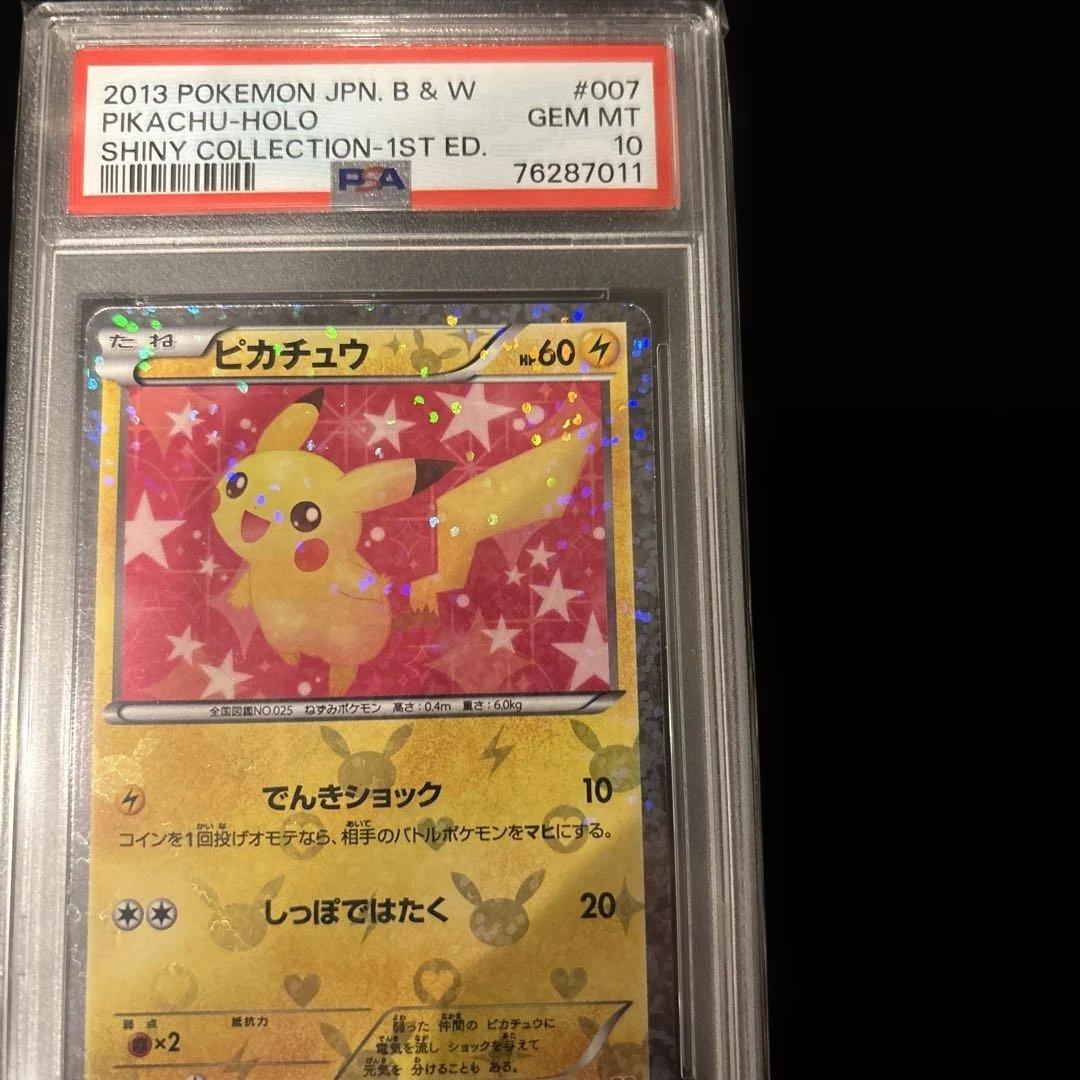 2013 POKEMON JPN. B & W #007
PIKACHU-HOLO GEM MT
SHINY COLLECTION-1ST ED. 10
PSA 76287011
たね ピカチュウ HP60
全国図鑑NO.025 ねずみポケモン 高さ:0.4m 重さ:6.0kg
でんきショック 10
コインを1回投げオモテなら、相手のバトルポケモンをマヒにする。
しっぽではたく 20
弱点 抵抗力
×2
弱った 仲間の ピカチュウに
電気を流し ショックを与えて
元気を 分けることも ある。